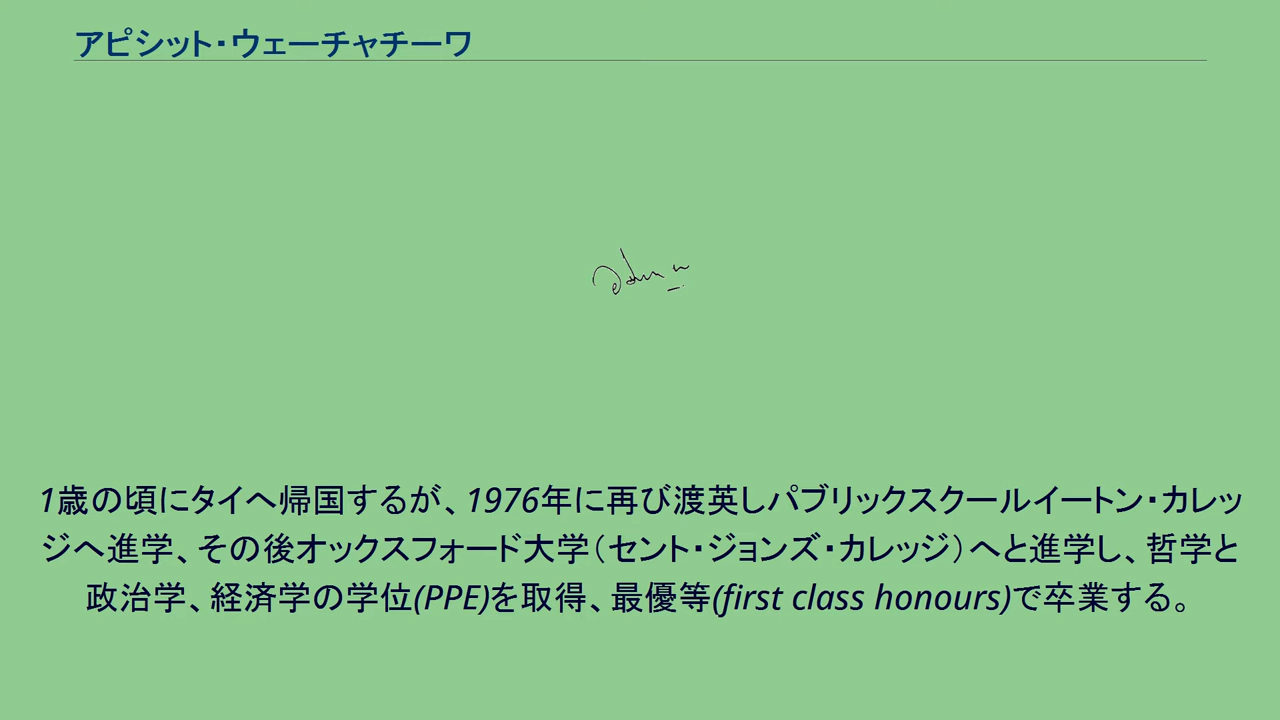 アピシット・ウェーチャチーワ
1歳の頃にタイへ帰国するが、1976年に再び渡英しパブリックスクールイートン・カレッ
ジへ進学、その後オックスフォード大学（セント・ジョンズ・カレッジ）へと進学し、哲学と
政治学、経済学の学位(PPE)を取得、最優等(first class honours)で卒業する。